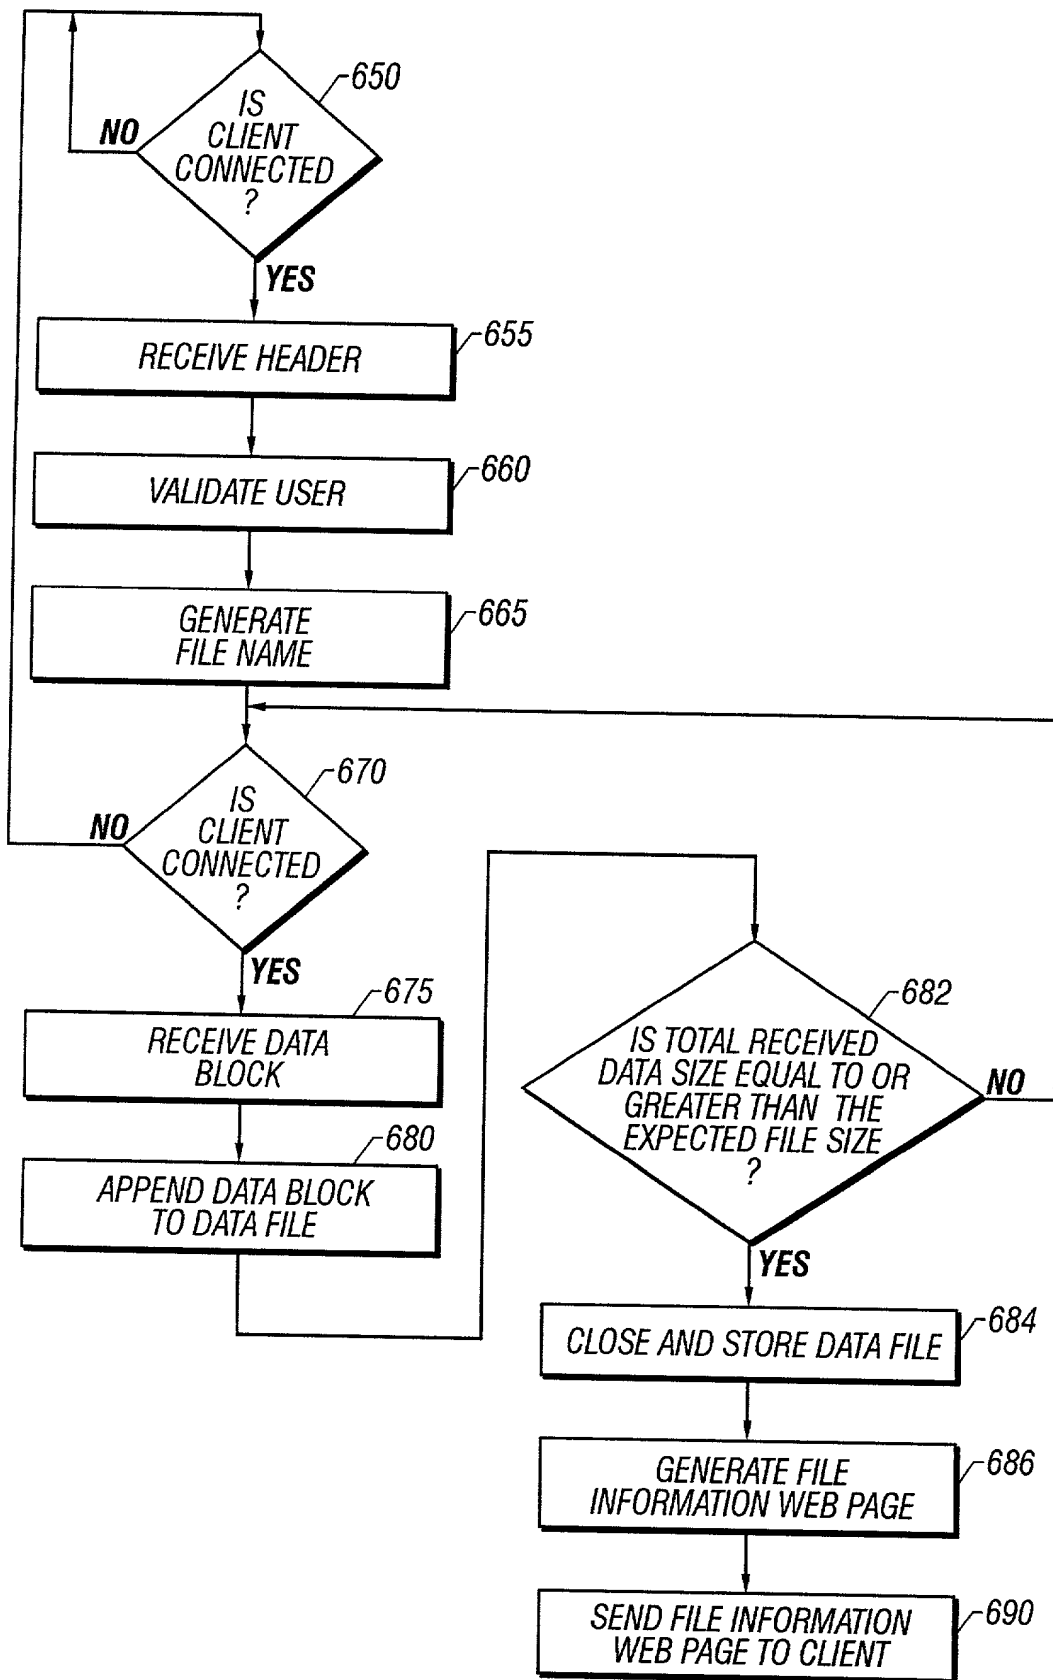 650
IS
CLIENT
CONNECTED
?
NO
YES
655
RECEIVE HEADER
660
VALIDATE USER
665
GENERATE
FILE NAME
670
IS
CLIENT
CONNECTED
?
NO
YES
675
RECEIVE DATA
BLOCK
680
APPEND DATA BLOCK
TO DATA FILE
682
IS TOTAL RECEIVED
DATA SIZE EQUAL TO OR
GREATER THAN THE
EXPECTED FILE SIZE
?
NO
YES
684
CLOSE AND STORE DATA FILE
686
GENERATE FILE
INFORMATION WEB PAGE
690
SEND FILE INFORMATION
WEB PAGE TO CLIENT